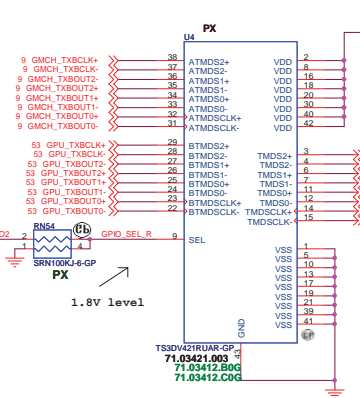 PX
U4
9 GMCH_TXBCLK+ 38 ATMDS2+ VDD 2
9 GMCH_TXBCLK- 37 ATMDS2- VDD 8
9 GMCH_TXBOUT2+ 36 ATMDS1+ VDD 16
9 GMCH_TXBOUT2- 35 ATMDS1- VDD 18
9 GMCH_TXBOUT1+ 34 ATMDS0+ VDD 20
9 GMCH_TXBOUT1- 33 ATMDS0- VDD 30
9 GMCH_TXBOUT0+ 32 ATMDSCLK+ VDD 40
9 GMCH_TXBOUT0- 31 ATMDSCLK- VDD 42
53 GPU_TXBCLK+ 29 BTMDS2+
53 GPU_TXBCLK- 28 BTMDS2- TMDS2+ 3
53 GPU_TXBOUT2- 27 BTMDS1+ TMDS2- 4
53 GPU_TXBOUT2+ 26 BTMDS1- TMDS1+ 6
53 GPU_TXBOUT1+ 25 BTMDS0+ TMDS1- 7
53 GPU_TXBOUT1- 24 BTMDS0- TMDS0+ 11
53 GPU_TXBOUT0+ 23 BTMDSCLK+ TMDS0- 12
53 GPU_TXBOUT0- 22 BTMDSCLK- TMDSCLK+ 14
TMDSCLK- 15
RN54
O2 2 3 GPIO_SEL_R 9 SEL
1 4
SRN100KJ-6-GP
PX
1.8V level
VSS 1
VSS 5
VSS 10
VSS 13
VSS 17
VSS 19
VSS 21
VSS 39
VSS 41
GND
43
TS3DV421RUAR-GP
71.03421.003
71.03412.B0G
71.03412.C0G